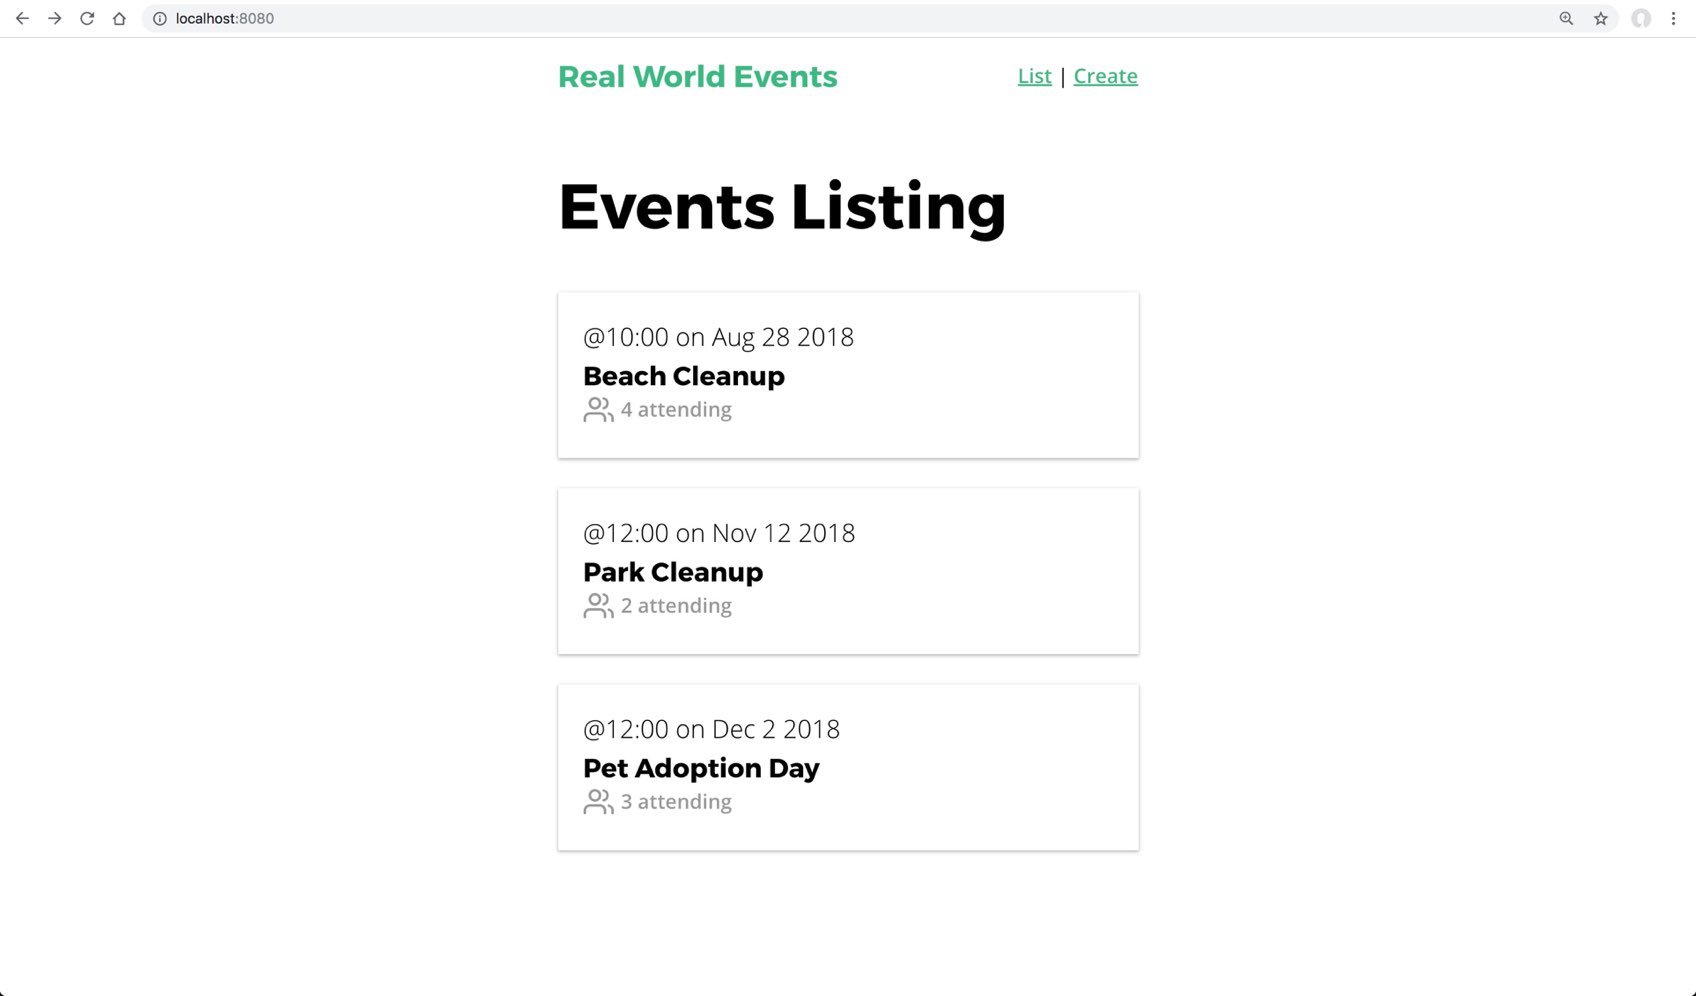 localhost:8080
Real World Events List | Create
Events Listing
@10:00 on Aug 28 2018
Beach Cleanup
4 attending
@12:00 on Nov 12 2018
Park Cleanup
2 attending
@12:00 on Dec 2 2018
Pet Adoption Day
3 attending